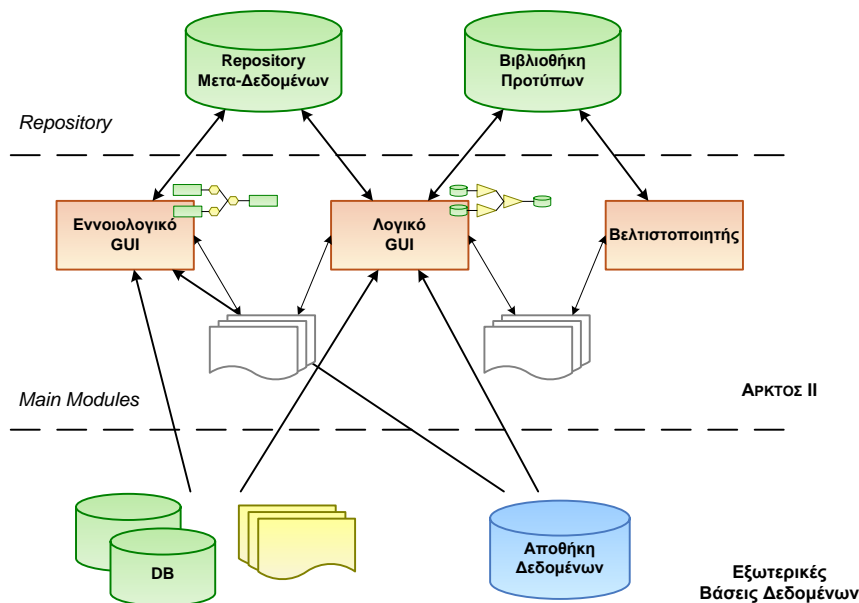 Repository
Μετα-Δεδομένων
Βιβλιοθήκη
Προτύπων
Repository
Εννοιολογικό
GUI
Λογικό
GUI
Βελτιστοποιητής
Main Modules
ΑΡΚΤΟΣ II
DB
Αποθήκη
Δεδομένων
Εξωτερικές
Βάσεις Δεδομένων